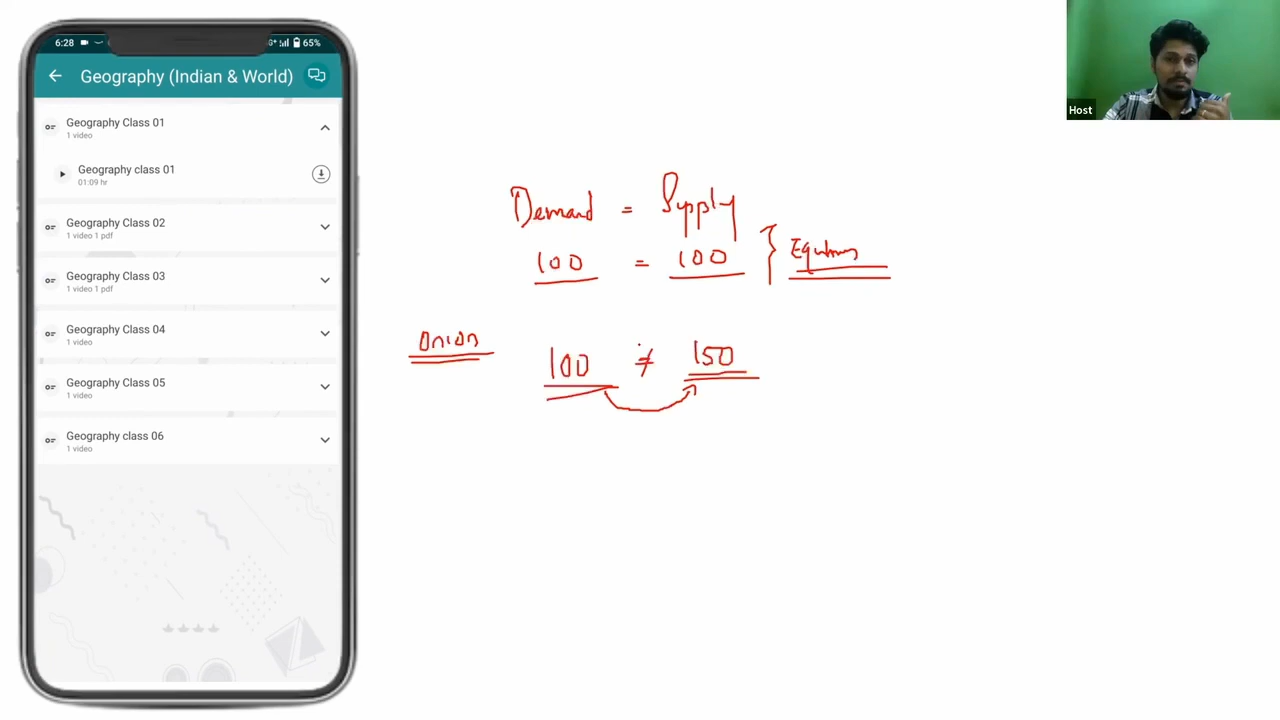 6:28 65%
Geography (Indian & World)
Geography Class 01
1 video
Geography class 01
01:09 hr
Geography Class 02
1 video 1 pdf
Geography Class 03
1 video 1 pdf
Geography Class 04
1 video
Geography Class 05
1 video
Geography class 06
1 video
Host
Demand = Supply
100 = 100
Onion
100 ≠ 150